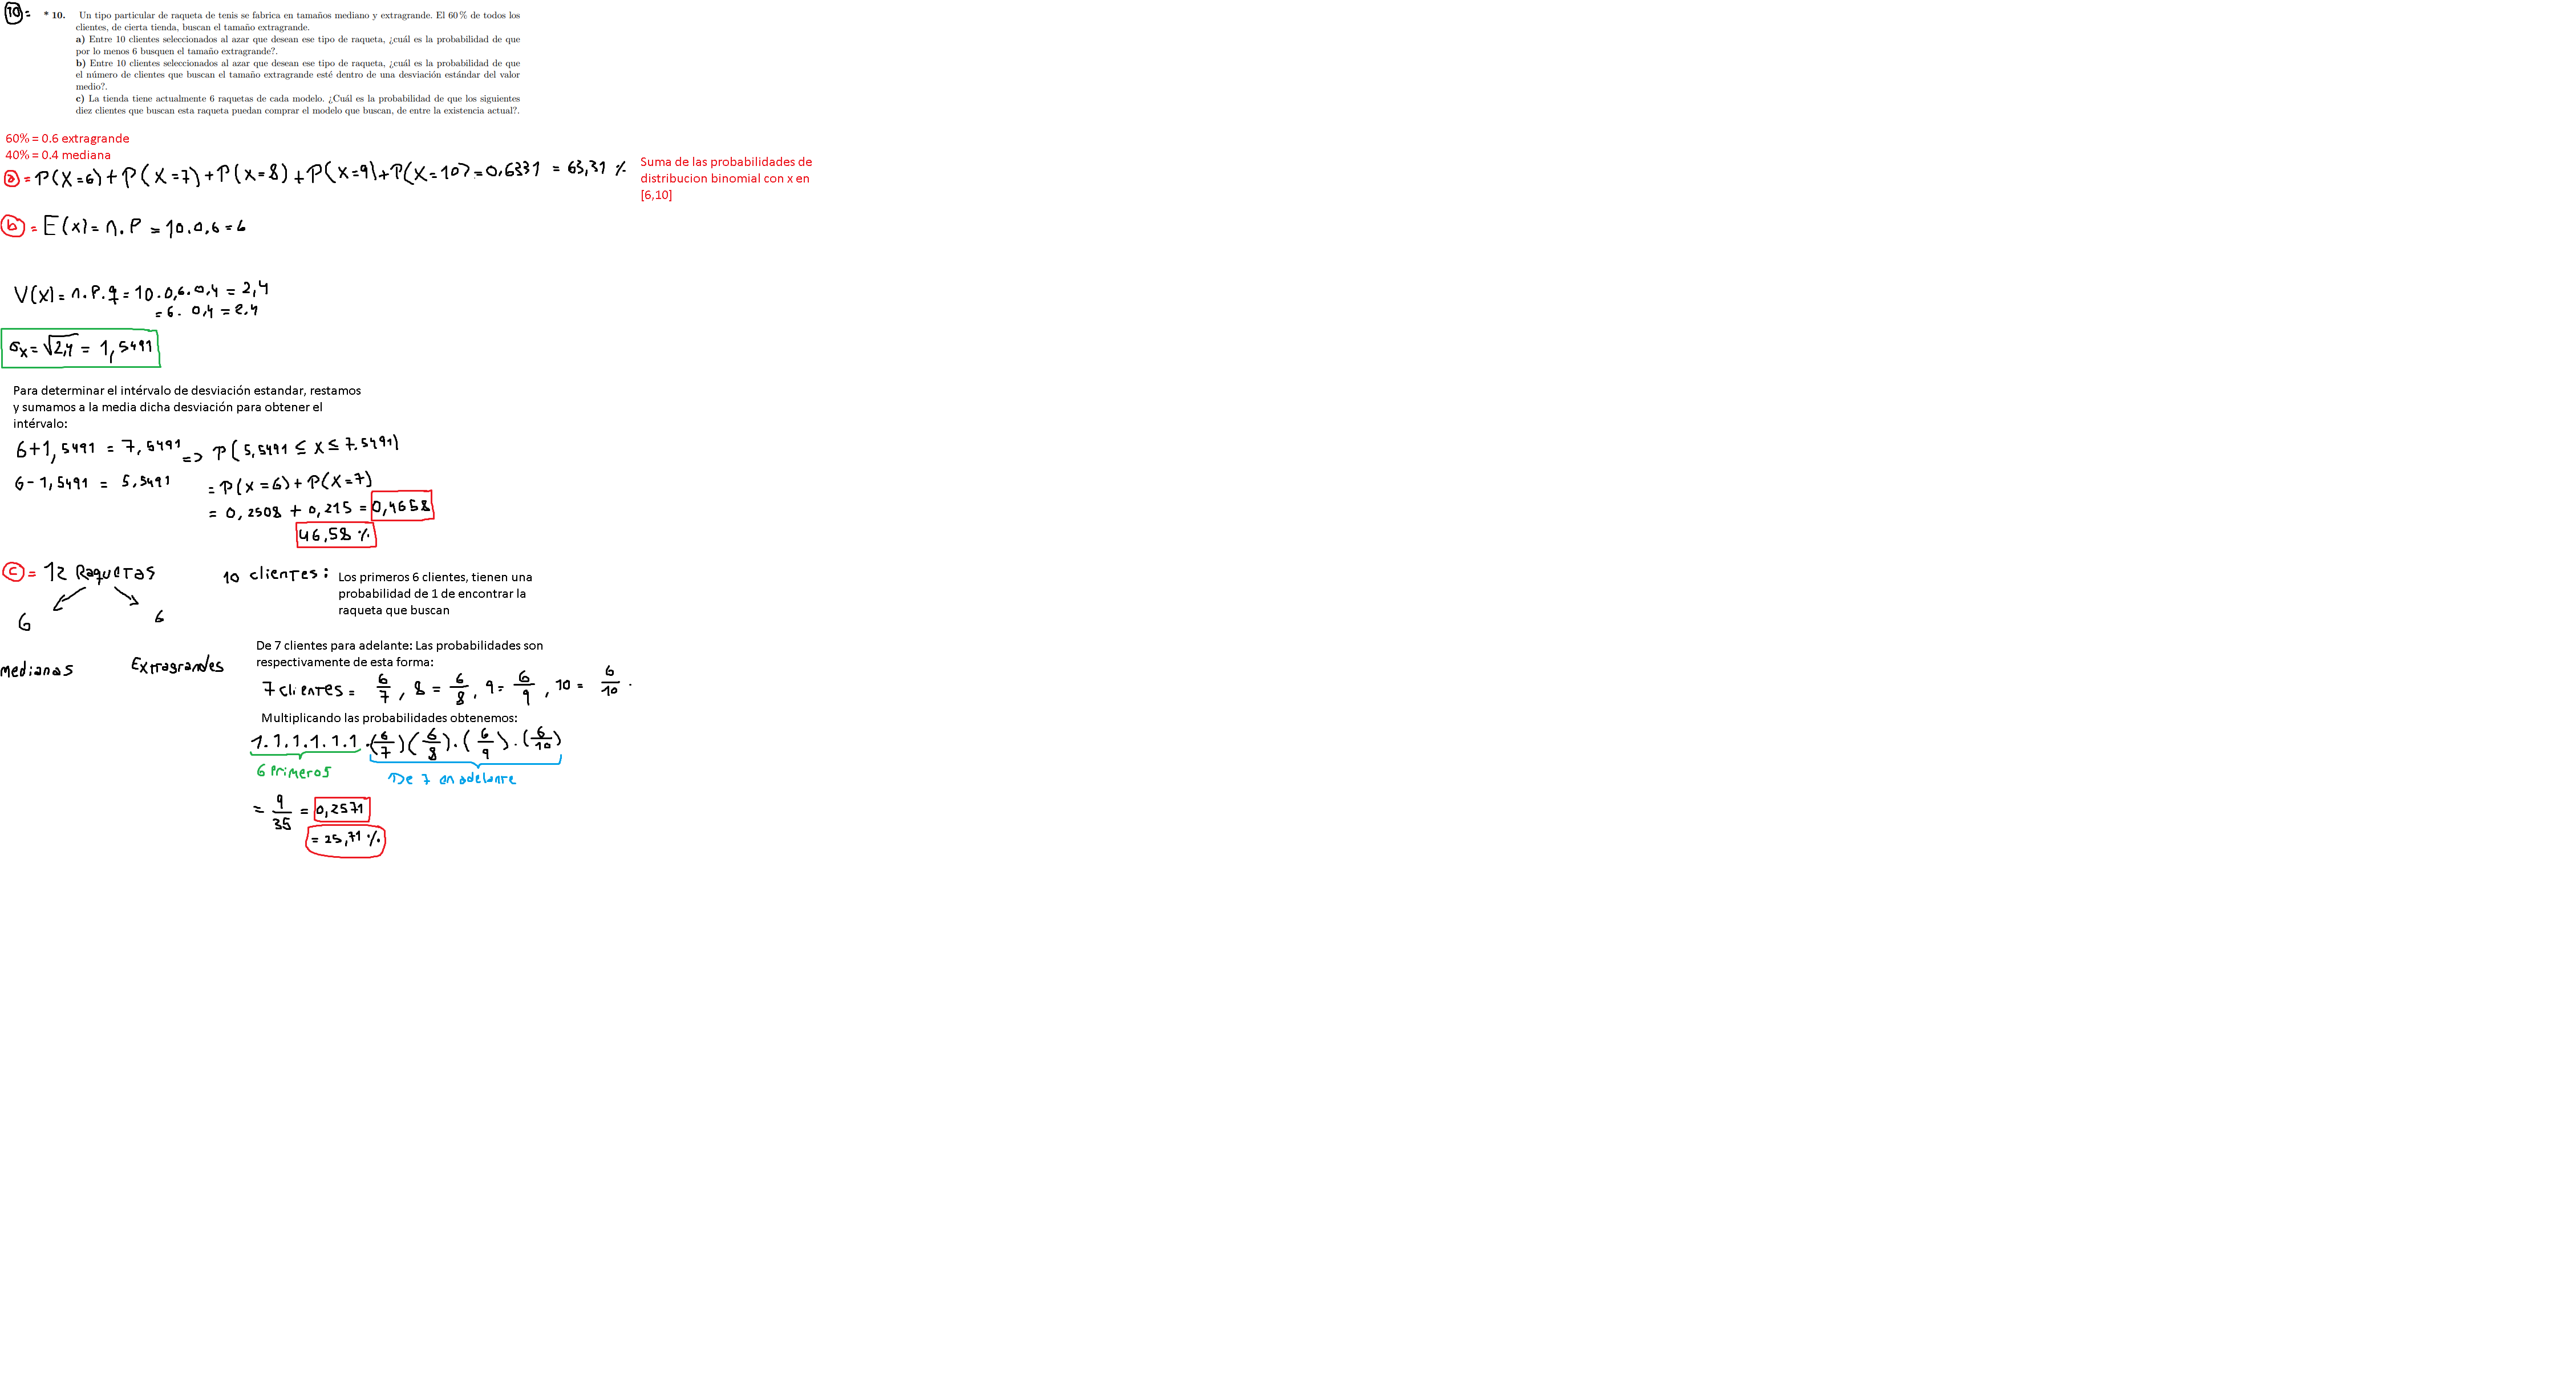 10 =
* 10. Un tipo particular de raqueta de tenis se fabrica en tamaños mediano y extragrande. El 60 % de todos los
clientes, de cierta tienda, buscan el tamaño extragrande.
a) Entre 10 clientes seleccionados al azar que desean ese tipo de raqueta, ¿cuál es la probabilidad de que
por lo menos 6 busquen el tamaño extragrande?.
b) Entre 10 clientes seleccionados al azar que desean ese tipo de raqueta, ¿cuál es la probabilidad de que
el número de clientes que buscan el tamaño extragrande esté dentro de una desviación estándar del valor
medio?.
c) La tienda tiene actualmente 6 raquetas de cada modelo. ¿Cuál es la probabilidad de que los siguientes
diez clientes que buscan esta raqueta puedan comprar el modelo que buscan, de entre la existencia actual?.
60% = 0.6 extragrande
40% = 0.4 mediana
a = P(X=6) + P(X=7) + P(X=8) + P(X=9) + P(X=10) = 0,6331 = 63,31 %
Suma de las probabilidades de
distribucion binomial con x en
[6,10]
b = E(x) = n.P = 10.0,6 = 6
V(X) = n.P.q = 10.0,6.0,4 = 2,4
= 6. 0,4 = 2.4
σx = √2,4 = 1,5491
Para determinar el intérvalo de desviación estandar, restamos
y sumamos a la media dicha desviación para obtener el
intérvalo:
6+1,5491 = 7,5491 => P(5,5491 ≤ X ≤ 7.5491)
6-1,5491 = 5,5491
= P(X=6) + P(X=7)
= 0,2508 + 0,215 = 0,4658
46,58 %
c = 12 Raquetas
6 6
medianas Extragrandes
10 clientes:
Los primeros 6 clientes, tienen una
probabilidad de 1 de encontrar la
raqueta que buscan
De 7 clientes para adelante: Las probabilidades son
respectivamente de esta forma:
7 clientes = 6/7, 8 = 6/8, 9 = 6/9, 10 = 6/10.
Multiplicando las probabilidades obtenemos:
1.1.1.1.1.1.(6/7)(6/8).(6/9).(6/10)
6 Primeros
De 7 en adelante
= 9/35 = 0,2571
= 25,71 %